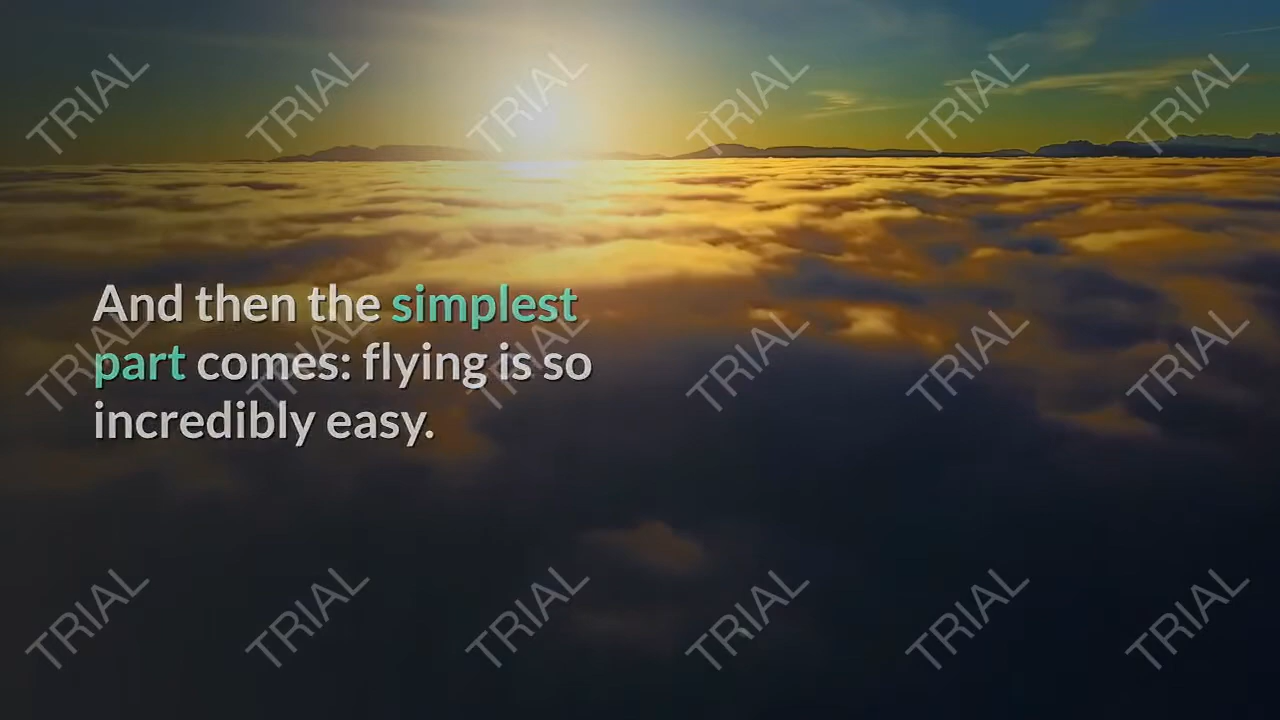 TRIAL TRIAL TRIAL TRIAL TRIAL TRIAL
And then the simplest
part comes: flying is so
incredibly easy.
TRIAL TRIAL TRIAL TRIAL TRIAL TRIAL
TRIAL TRIAL TRIAL TRIAL TRIAL TRIAL